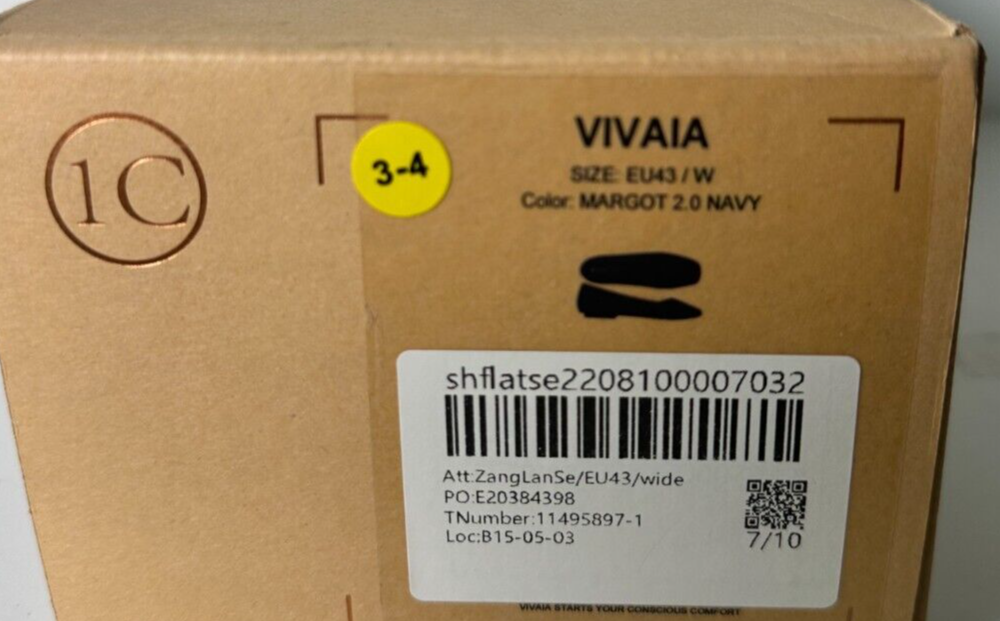 1C
3-4
VIVAIA
SIZE: EU43 / W
Color: MARGOT 2.0 NAVY
shflatse2208100007032
Att:ZangLanSe/EU43/wide
PO:E20384398
TNumber:11495897-1
Loc:B15-05-03
7/10
VIVAIA STARTS YOUR CONSCIOUS COMFORT